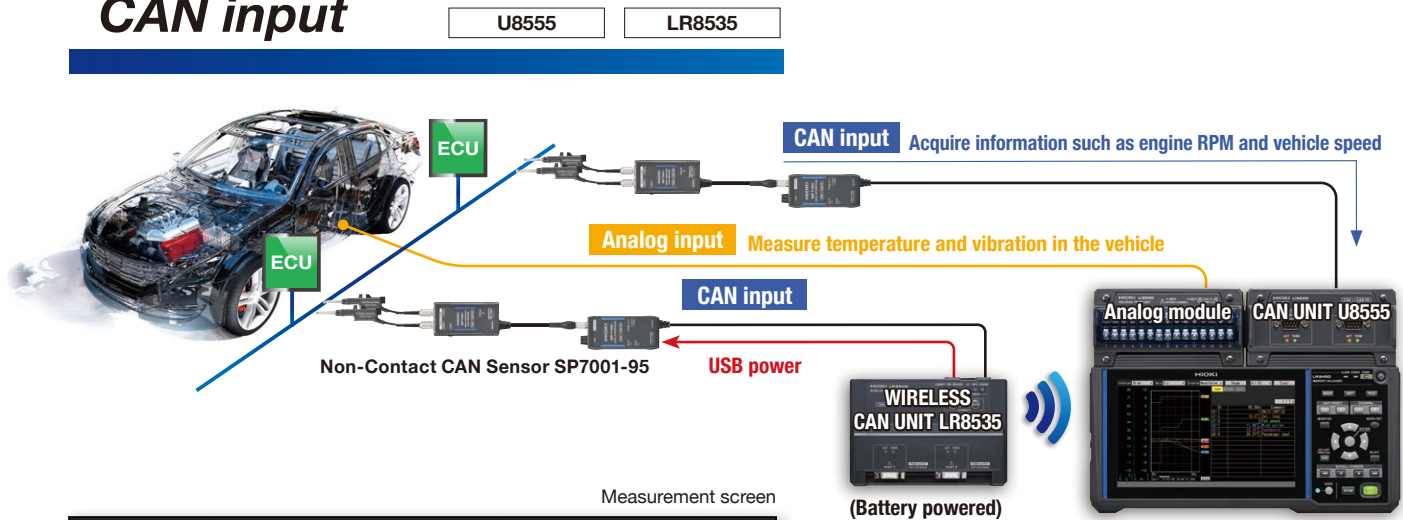 CAN input
U8555
LR8535
ECU
CAN input
Acquire information such as engine RPM and vehicle speed
Analog input
Measure temperature and vibration in the vehicle
ECU
CAN input
Analog module
CAN UNIT U8555
Non-Contact CAN Sensor SP7001-95
USB power
HIOKI
WIRELESS
CAN UNIT LR8535
(Battery powered)
Measurement screen